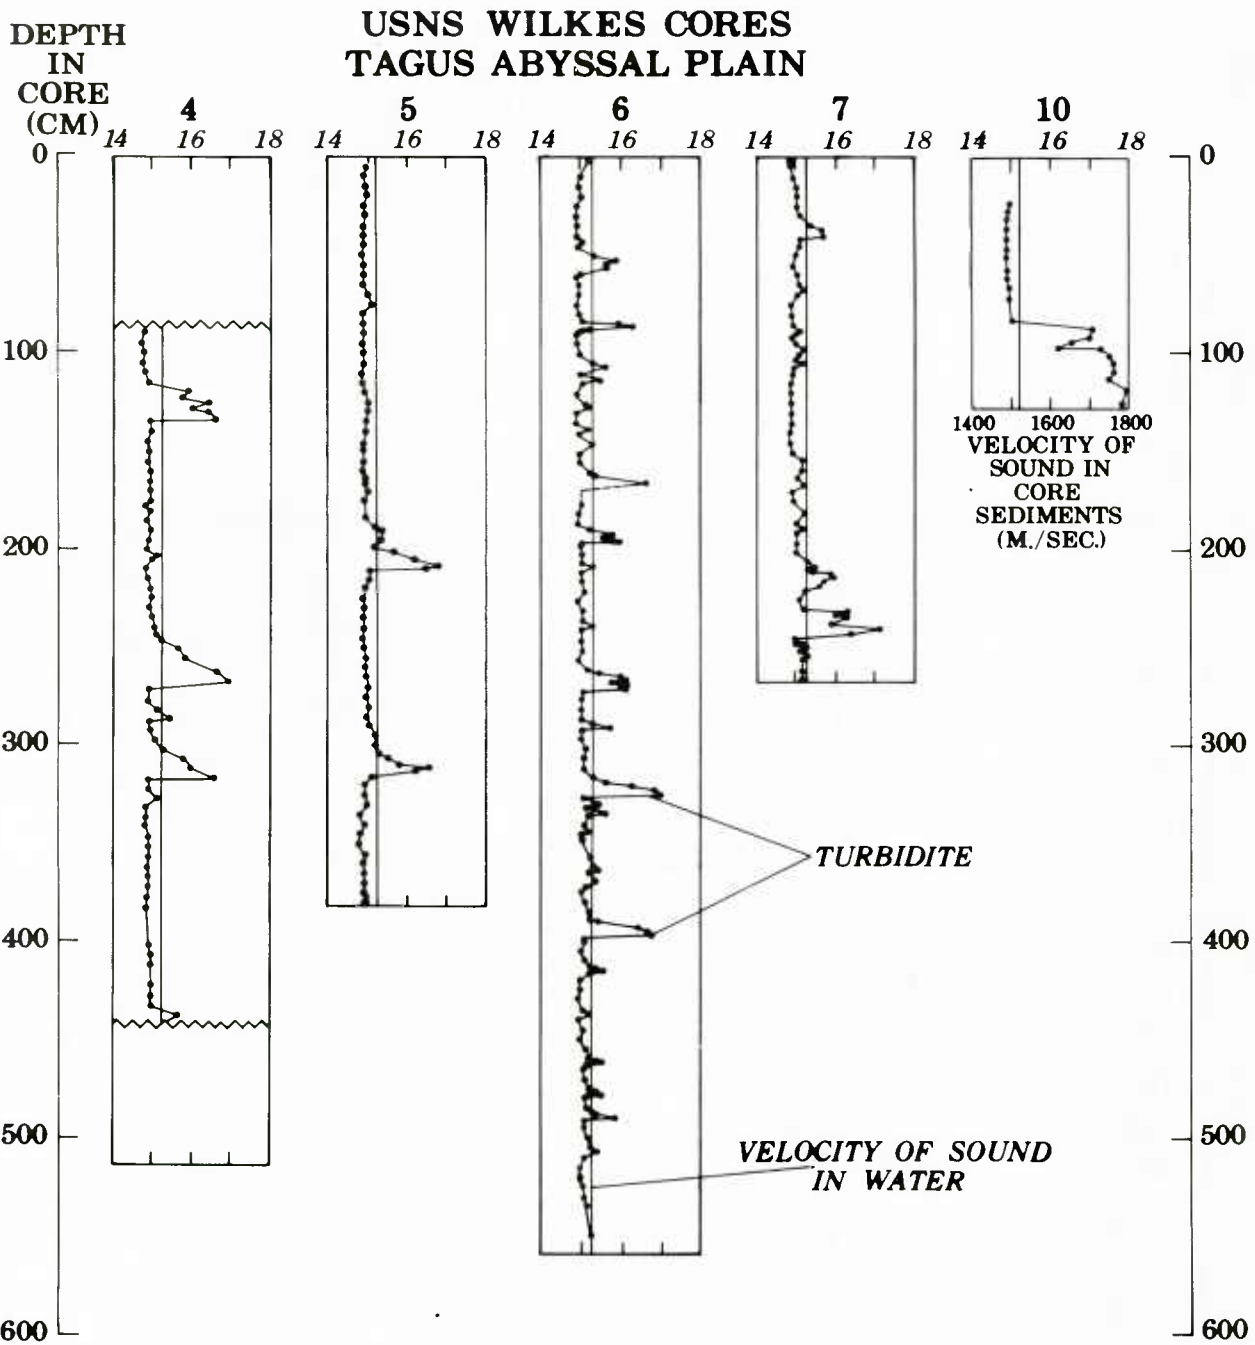 USNS WILKES CORES
TAGUS ABYSSAL PLAIN
DEPTH
IN
CORE
(CM)
4
5
6
7
10
14 16 18
14 16 18
14 16 18
14 16 18
14 16 18
0
100
200
300
400
500
600
0
100
200
300
400
500
600
1400 1600 1800
VELOCITY OF
SOUND IN
CORE
SEDIMENTS
(M./SEC.)
TURBIDITE
VELOCITY OF SOUND
IN WATER